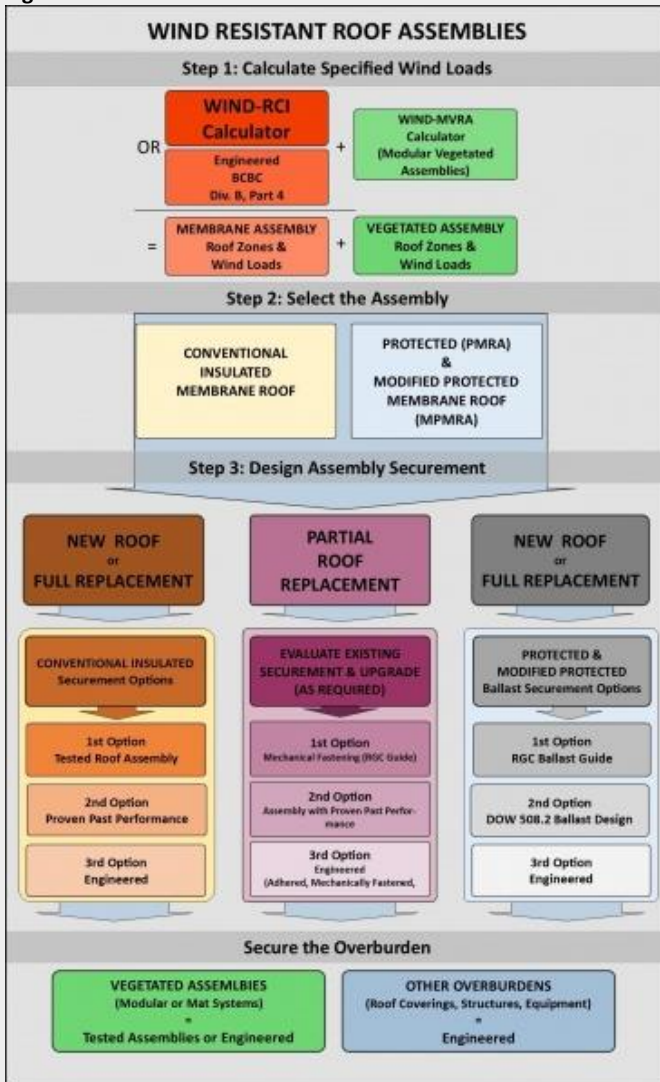 WIND RESISTANT ROOF ASSEMBLIES
Step 1: Calculate Specified Wind Loads
WIND-RCI
Calculator
OR
Engineered
BCBC
Div. B, Part 4
+
WIND-MVRA
Calculator
(Modular Vegetated
Assemblies)
=
MEMBRANE ASSEMBLY
Roof Zones &
Wind Loads
+
VEGETATED ASSEMBLY
Roof Zones &
Wind Loads
Step 2: Select the Assembly
CONVENTIONAL
INSULATED
MEMBRANE ROOF
PROTECTED (PMRA)
&
MODIFIED PROTECTED
MEMBRANE ROOF
(MPMRA)
Step 3: Design Assembly Securement
NEW ROOF
or
FULL REPLACEMENT
CONVENTIONAL INSULATED
Securement Options
1st Option
Tested Roof Assembly
2nd Option
Proven Past Performance
3rd Option
Engineered
PARTIAL
ROOF
REPLACEMENT
EVALUATE EXISTING
SECUREMENT & UPGRADE
(AS REQUIRED)
1st Option
Mechanical Fastening (RGC Guide)
2nd Option
Assembly with Proven Past Perfor-
mance
3rd Option
Engineered
(Adhered, Mechanically Fastened,
NEW ROOF
or
FULL REPLACEMENT
PROTECTED &
MODIFIED PROTECTED
Ballast Securement Options
1st Option
RGC Ballast Guide
2nd Option
DOW 508.2 Ballast Design
3rd Option
Engineered
Secure the Overburden
VEGETATED ASSEMLBIES
(Modular or Mat Systems)
=
Tested Assemblies or Engineered
OTHER OVERBURDENS
(Roof Coverings, Structures, Equipment)
=
Engineered